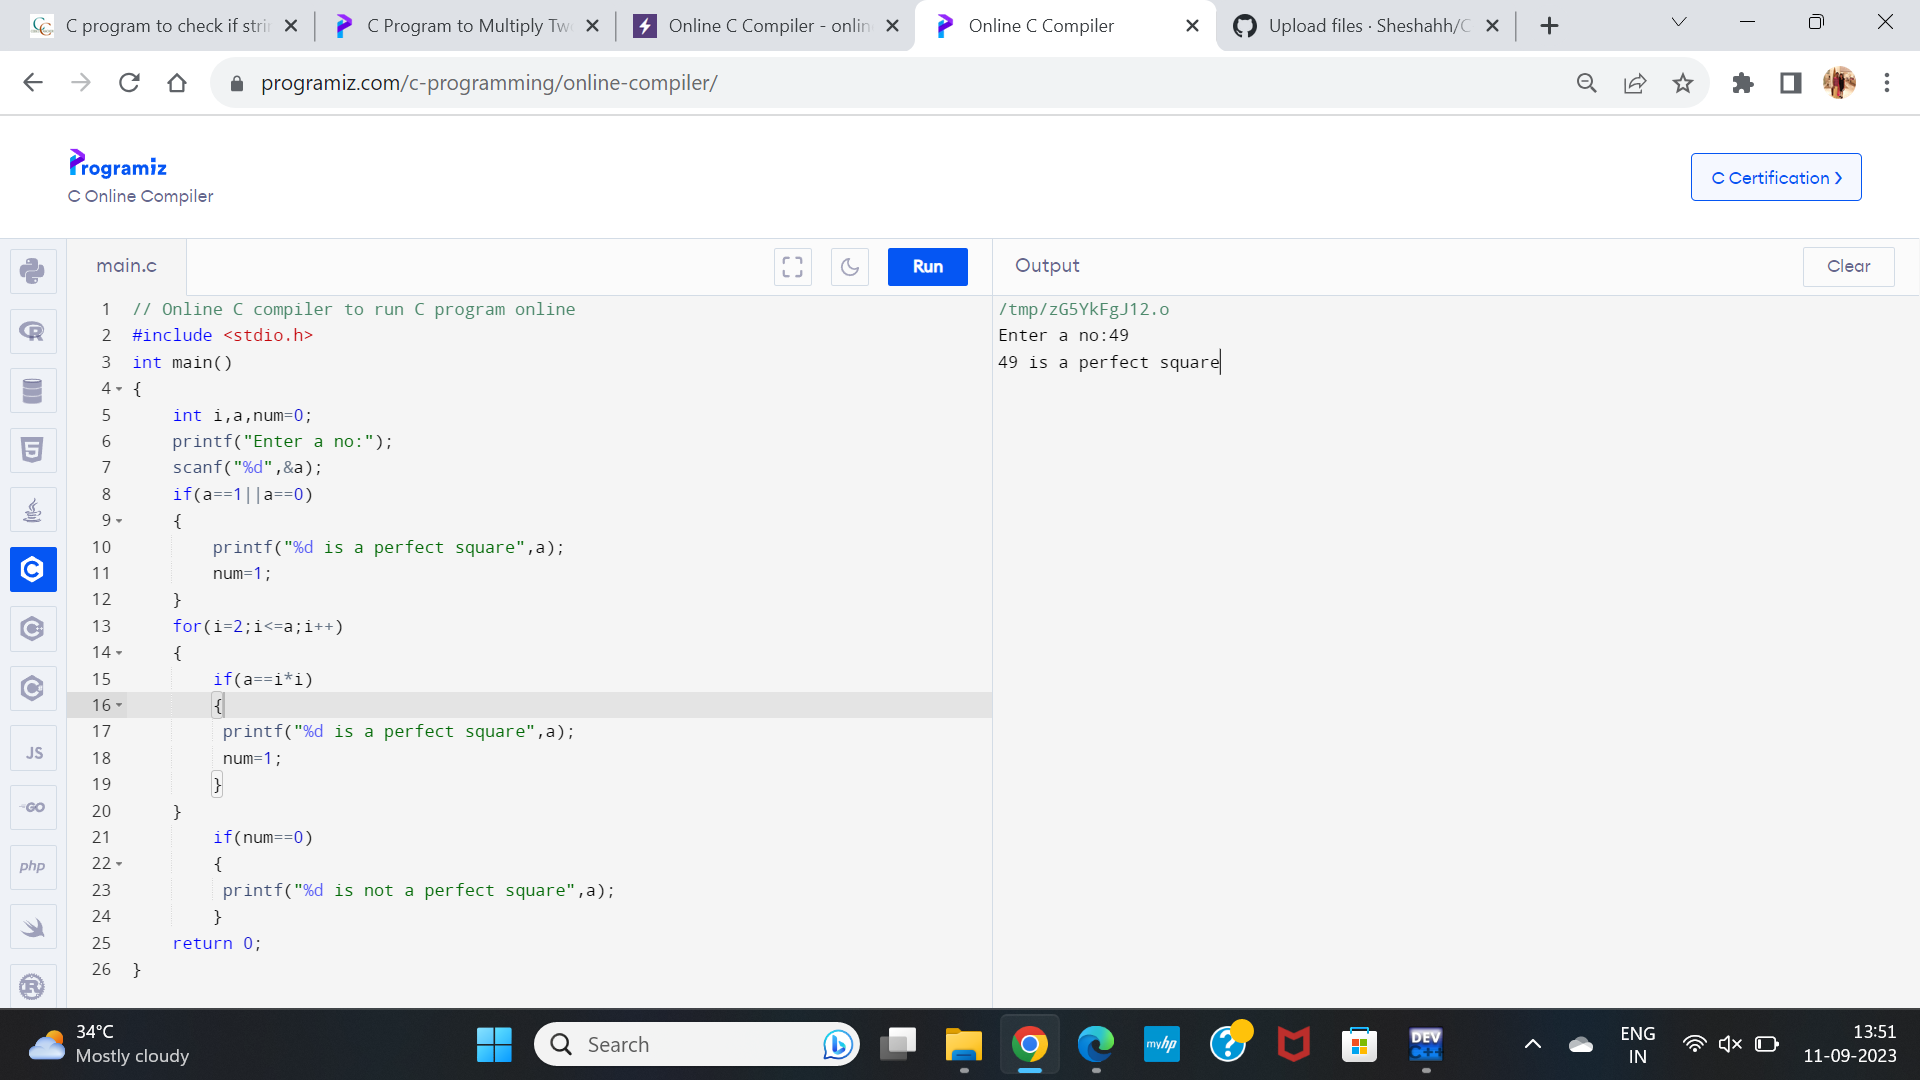 C program to check if stri
C Program to Multiply Tw
Online C Compiler - onlin
Online C Compiler
Upload files · Sheshahh/C
programiz.com/c-programming/online-compiler/
Programiz
C Online Compiler
C Certification >
main.c
Run
Output
Clear
1 // Online C compiler to run C program online
2 #include <stdio.h>
3 int main()
4 {
5     int i,a,num=0;
6     printf("Enter a no:");
7     scanf("%d",&a);
8     if(a==1||a==0)
9     {
10         printf("%d is a perfect square",a);
11         num=1;
12     }
13     for(i=2;i<=a;i++)
14     {
15         if(a==i*i)
16         {
17          printf("%d is a perfect square",a);
18          num=1;
19         }
20     }
21         if(num==0)
22         {
23          printf("%d is not a perfect square",a);
24         }
25     return 0;
26 }
/tmp/zG5YkFgJ12.o
Enter a no:49
49 is a perfect square
JS
GO
php
34°C
Mostly cloudy
Search
myhp
DEV
C++
ENG
IN
13:51
11-09-2023